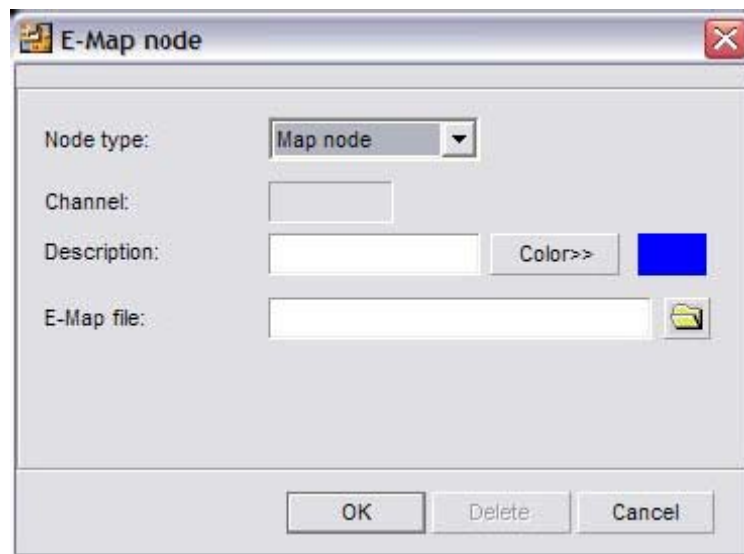 E-Map node
Node type: Map node
Channel:
Description: Color>>
E-Map file:
OK Delete Cancel